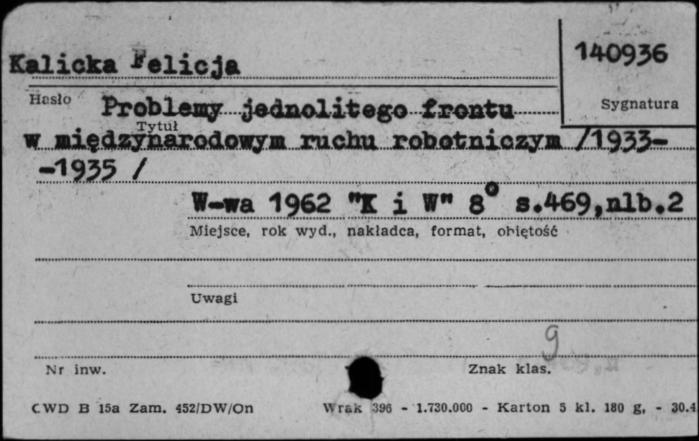 140936
Kalicka Felicja
Hasło
Sygnatura
Problemy jednolitego frontu
Tytuł
w międzynarodowym ruchu robotniczym /1933-
-1935 /
W-wa 1962 "K i W" 8° s.469,nlb.2
Miejsce, rok wyd., nakładca, format, objętość
Uwagi
9
Nr inw.
Znak klas.
CWD B 15a Zam. 452/DW/On
Wrak 396 - 1.730.000 - Karton 5 kl. 180 g, - 30.4